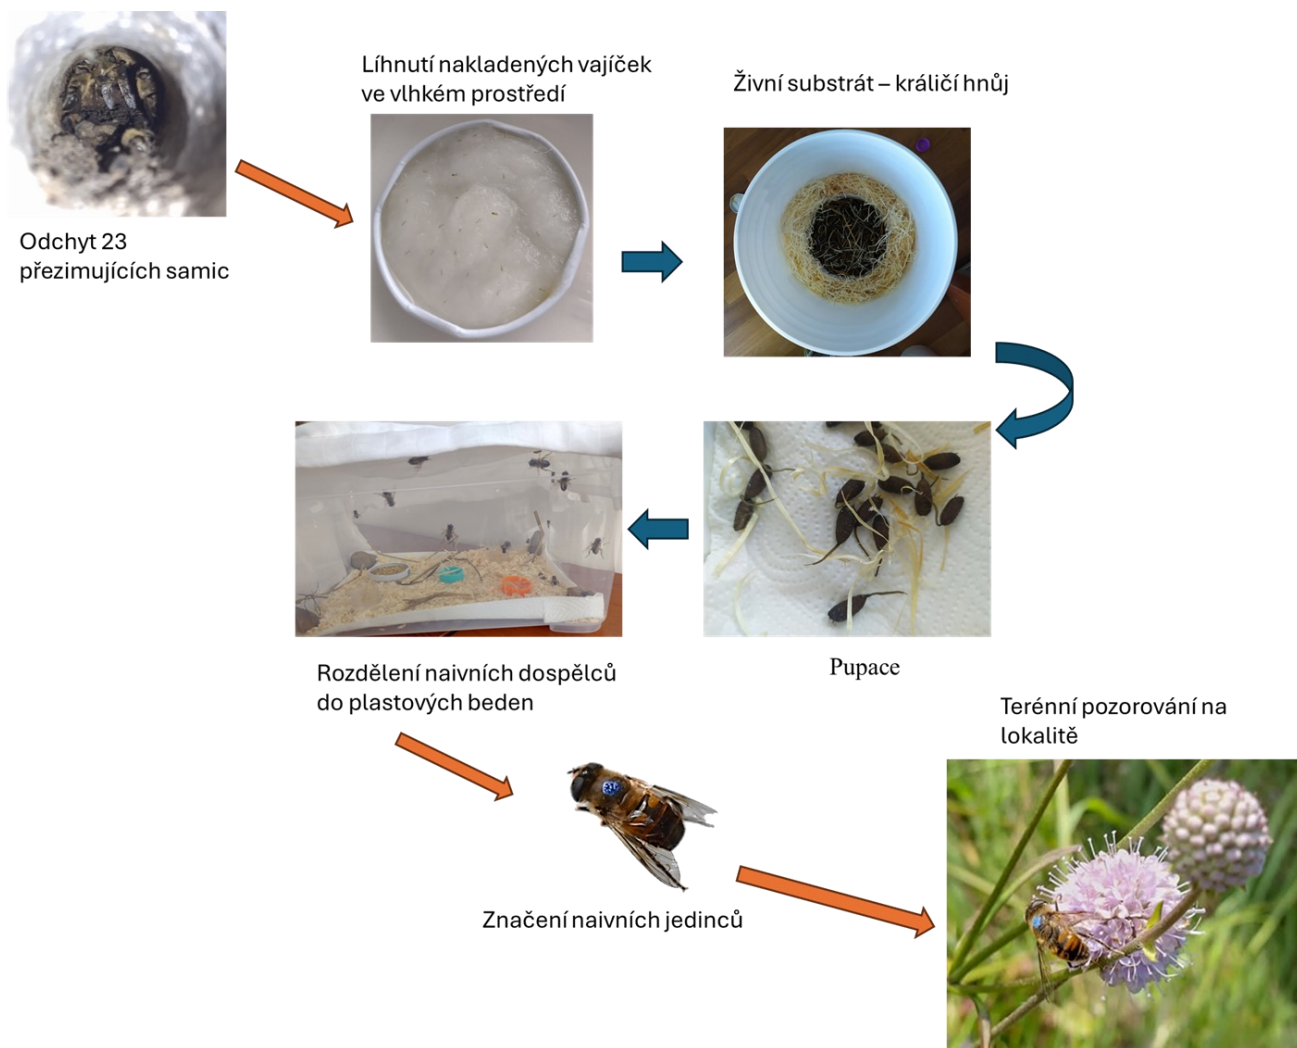 Líhnutí nakladených vajíček
ve vlhkém prostředí
Živní substrát – králičí hnůj
Odchyt 23
přezimujících samic
Rozdělení naivních dospělců
do plastových beden
Pupace
Terénní pozorování na
lokalitě
Značení naivních jedinců